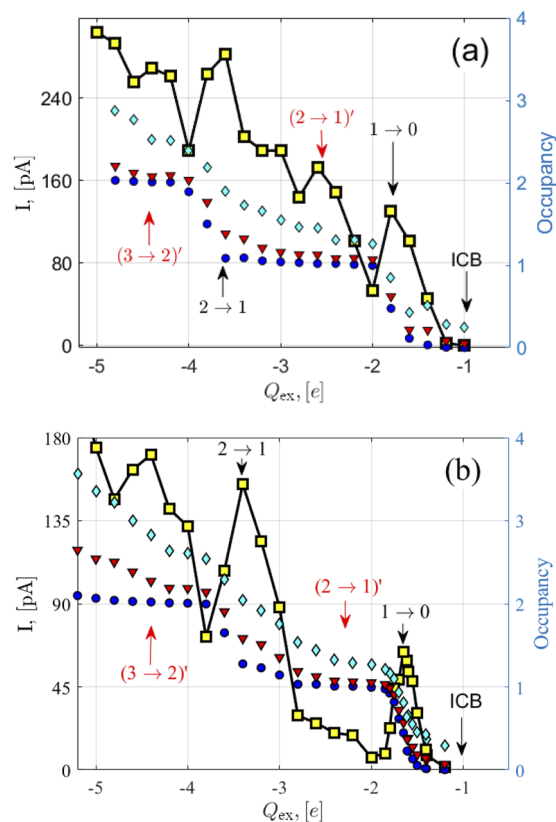 (a)
I, [pA]
Occupancy
240
160
80
0
4
3
2
1
0
(2 → 1)′
1 → 0
(3 → 2)′
2 → 1
ICB
-5
-4
-3
-2
-1
Q_ex, [e]
(b)
I, [pA]
Occupancy
180
135
90
45
0
4
3
2
1
0
2 → 1
(2 → 1)′
1 → 0
(3 → 2)′
ICB
-5
-4
-3
-2
-1
Q_ex, [e]